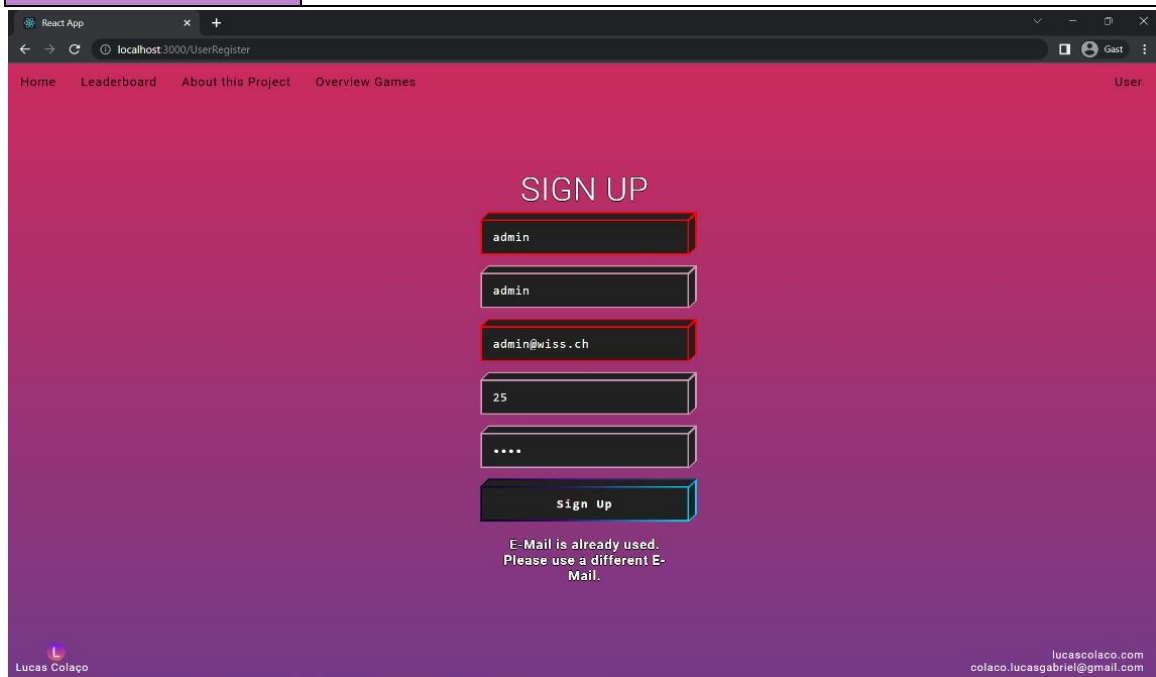 React App
localhost:3000/UserRegister
Gast
Home Leaderboard About this Project Overview Games User
SIGN UP
admin
admin
admin@wiss.ch
25
••••
Sign Up
E-Mail is already used.
Please use a different E-
Mail.
L
Lucas Colaço
lucascolaco.com
colaco.lucasgabriel@gmail.com